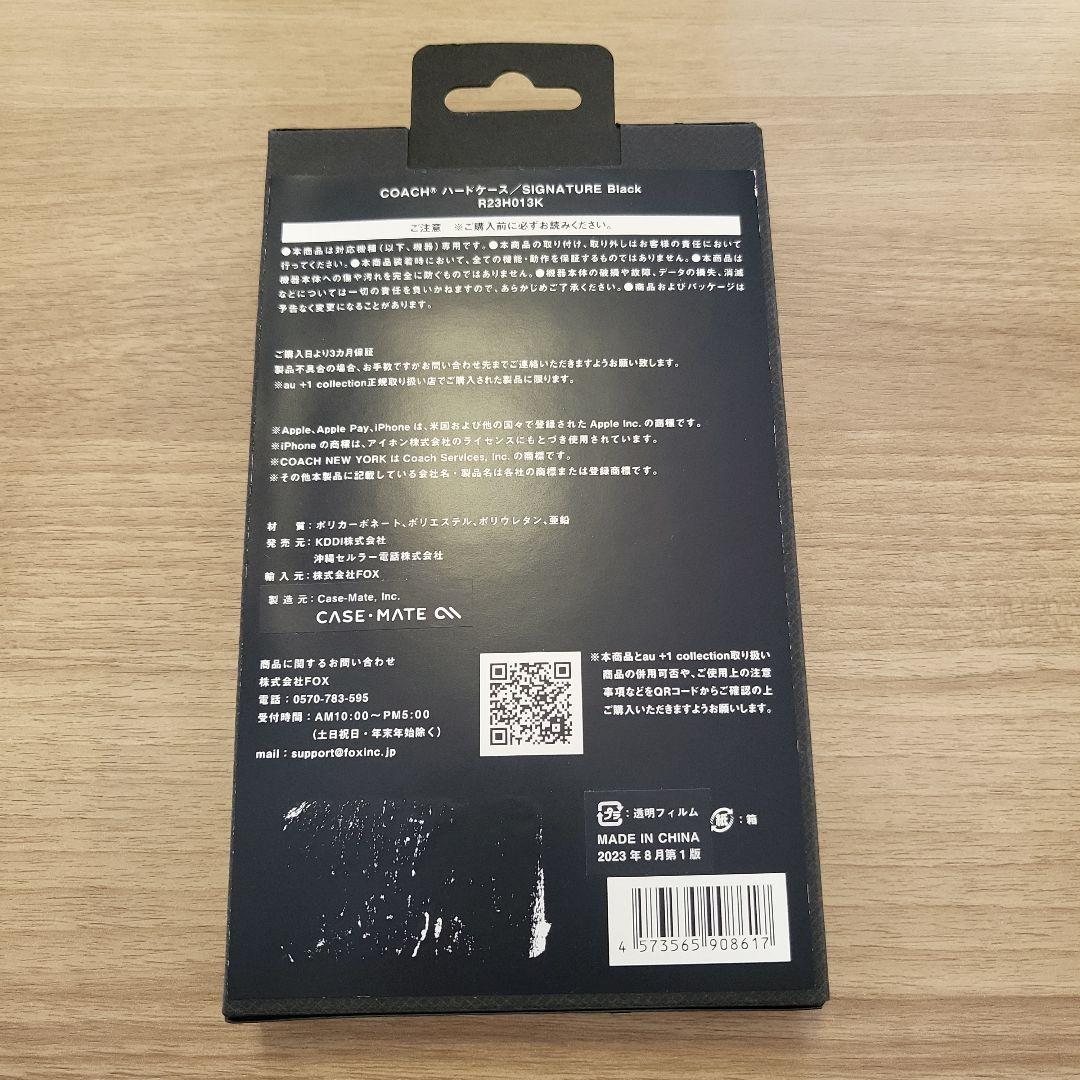 COACH® ハードケース／SIGNATURE Black
R23H013K
ご注意　※ご購入前に必ずお読みください。
●本商品は対応機種（以下、機器）専用です。●本商品の取り付け、取り外しはお客様の責任において
行ってください。●本商品装着時において、全ての機能・動作を保証するものではありません。●本商品は
機器本体への傷や汚れを完全に防ぐものではありません。●機器本体の破損や故障、データの損失、消滅
などについては一切の責任を負いかねますので、あらかじめご了承ください。●商品およびパッケージは
予告なく変更になることがあります。
ご購入日より3カ月保証
製品不具合の場合、お手数ですがお問い合わせ先までご連絡いただきますようお願い致します。
※au +1 collection正規取り扱い店でご購入された製品に限ります。
※Apple、Apple Pay、iPhone は、米国および他の国々で登録された Apple Inc. の商標です。
※iPhone の商標は、アイホン株式会社のライセンスにもとづき使用されています。
※COACH NEW YORK は Coach Services, Inc. の商標です。
※その他本製品に記載している会社名・製品名は各社の商標または登録商標です。
材　質：ポリカーボネート、ポリエステル、ポリウレタン、亜鉛
発売元：KDDI株式会社
沖縄セルラー電話株式会社
輸入元：株式会社FOX
製造元：Case-Mate, Inc.
CASE·MATE
商品に関するお問い合わせ
株式会社FOX
電話：0570-783-595
受付時間：AM10:00～PM5:00
（土日祝日・年末年始除く）
mail：support@foxinc.jp
※本商品とau +1 collection取り扱い
商品の併用可否や、ご使用上の注意
事項などをQRコードからご確認の上
ご購入いただきますようお願いします。
プラ：透明フィルム 紙：箱
MADE IN CHINA
2023年8月第1版
4 573565 908617